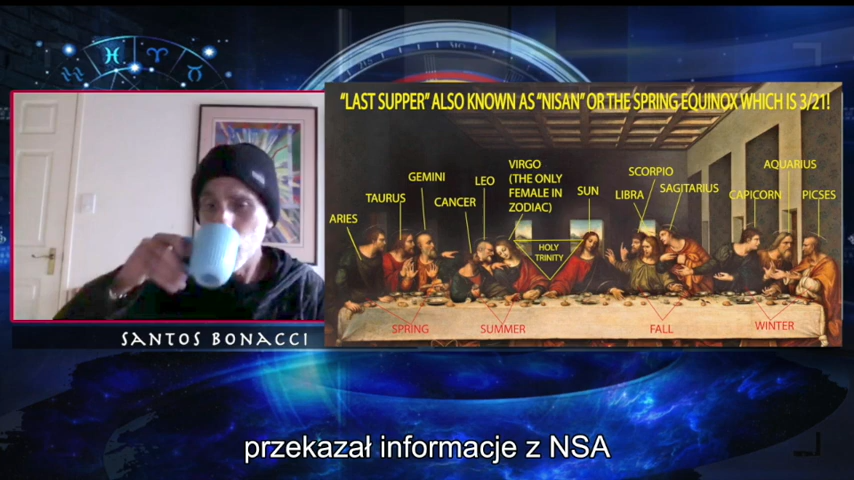 "LAST SUPPER" ALSO KNOWN AS "NISAN" OR THE SPRING EQUINOX WHICH IS 3/21!
ARIES
TAURUS
GEMINI
CANCER
LEO
VIRGO
(THE ONLY
FEMALE IN
ZODIAC)
SUN
HOLY
TRINITY
LIBRA
SCORPIO
SAGITARIUS
CAPICORN
AQUARIUS
PICSES
SPRING
SUMMER
FALL
WINTER
SANTOS BONACCI
przekazał informacje z NSA